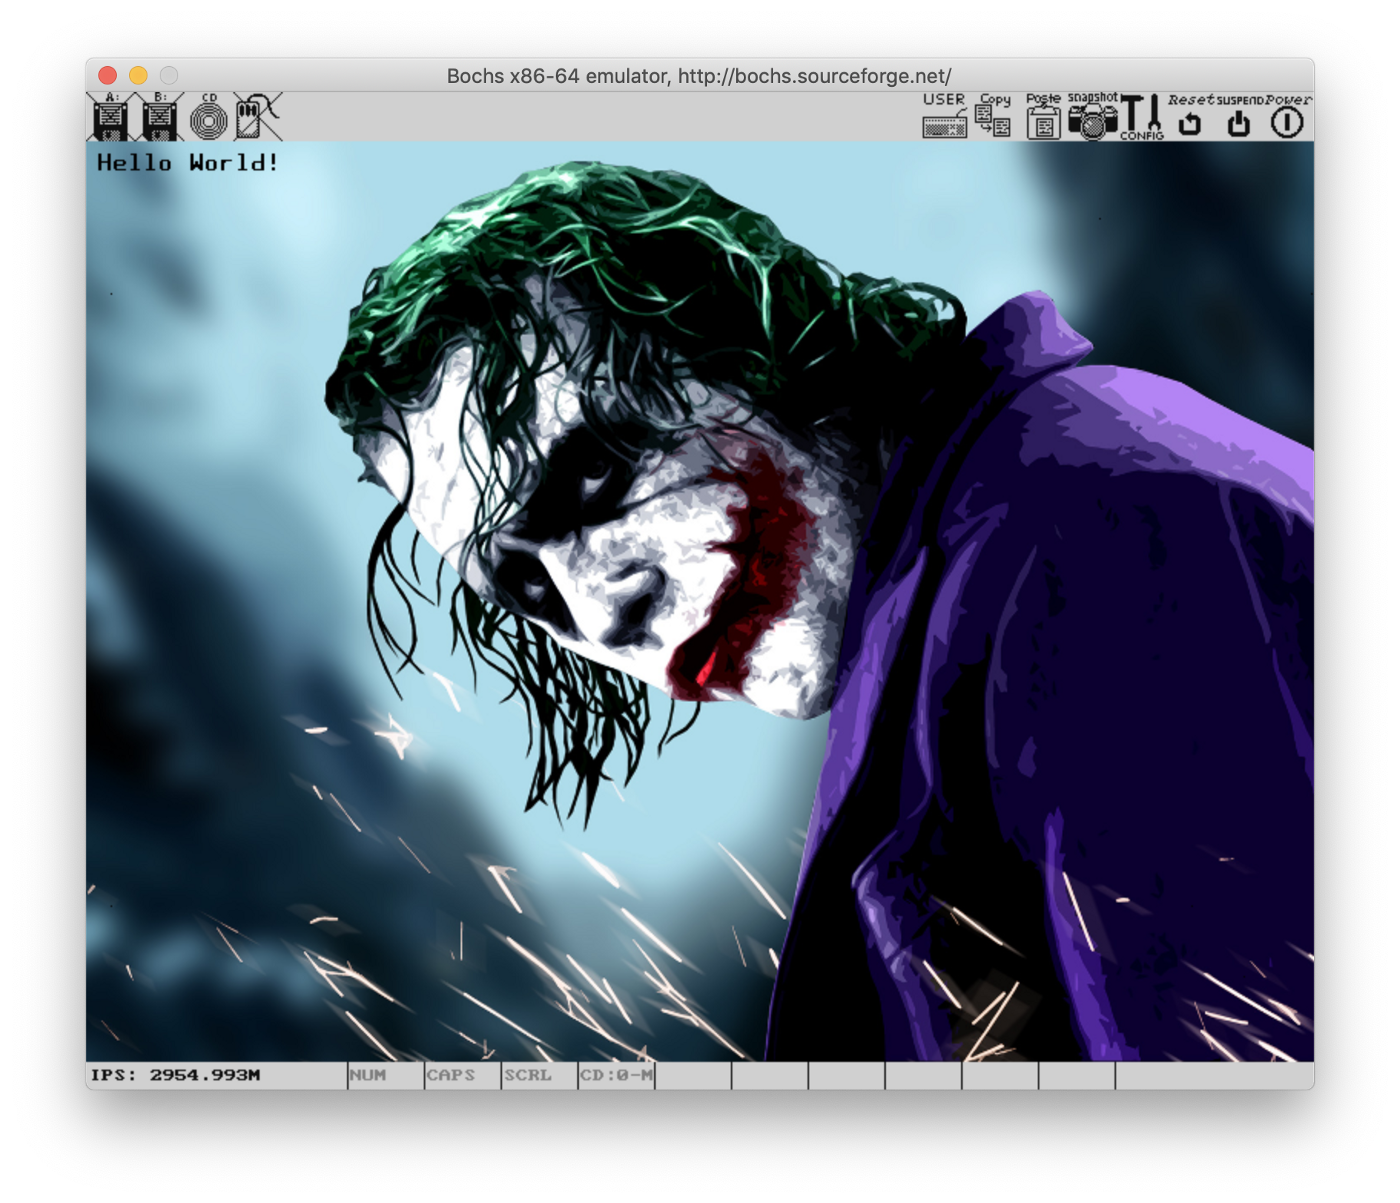 Bochs x86-64 emulator, http://bochs.sourceforge.net/
A: B: CD USER Copy Paste snapshot CONFIG Reset SUSPEND Power
Hello World!
IPS: 2954.993M NUM CAPS SCRL CD:0-M